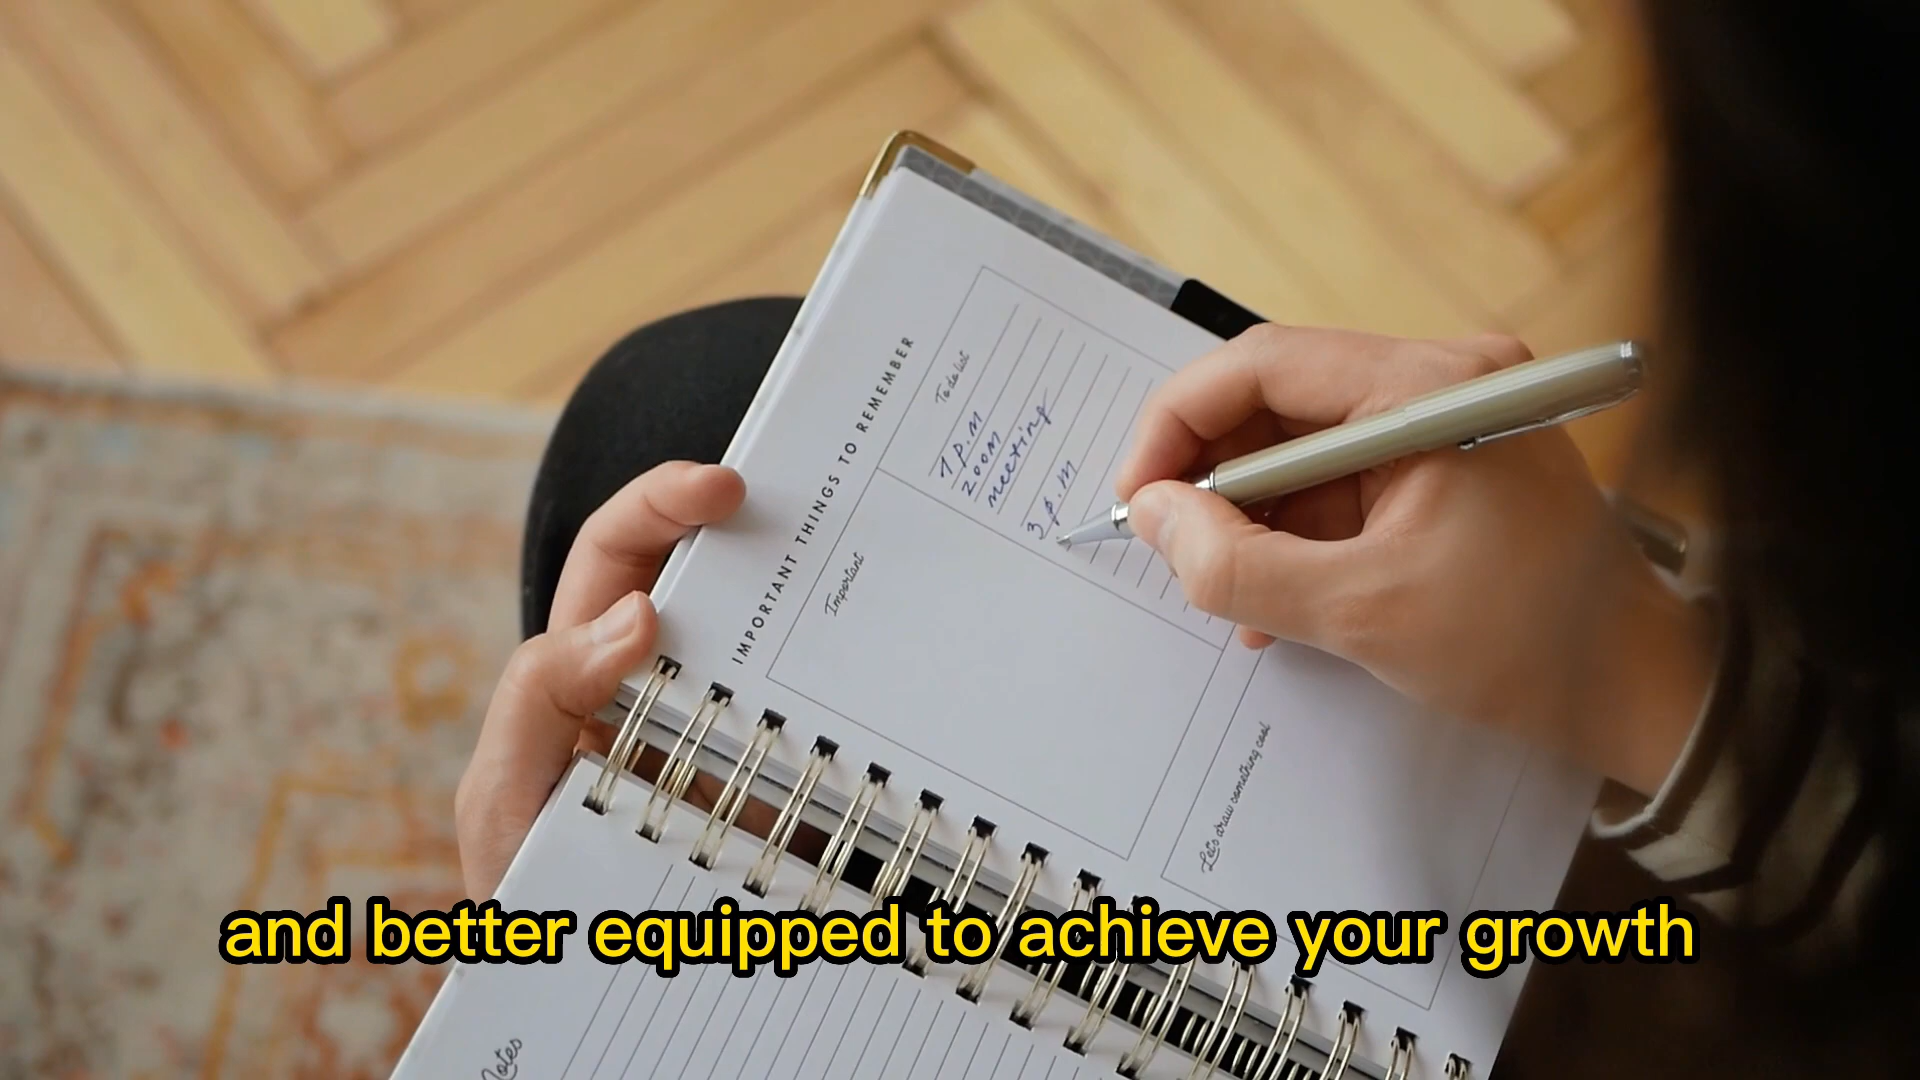 IMPORTANT THINGS TO REMEMBER
To do list
1 p.m
zoom
meeting
3 p.m
Important
Let's draw something cool
Notes
and better equipped to achieve your growth